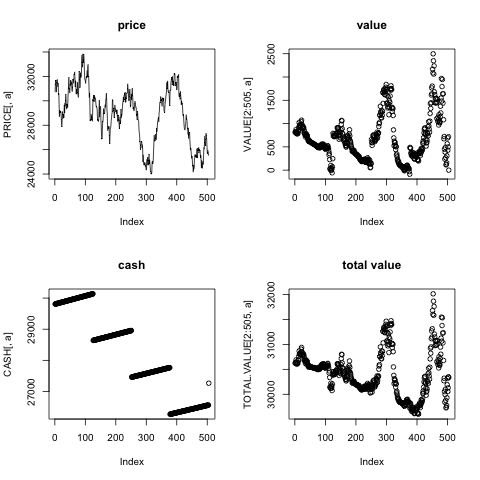 price
PRICE[, a]
24000 28000 32000
0 100 200 300 400 500
Index
value
VALUE[2:505, a]
0 500 1500 2500
0 100 200 300 400 500
Index
cash
CASH[, a]
27000 29000
0 100 200 300 400 500
Index
total value
TOTAL.VALUE[2:505, a]
30000 31000 32000
0 100 200 300 400 500
Index